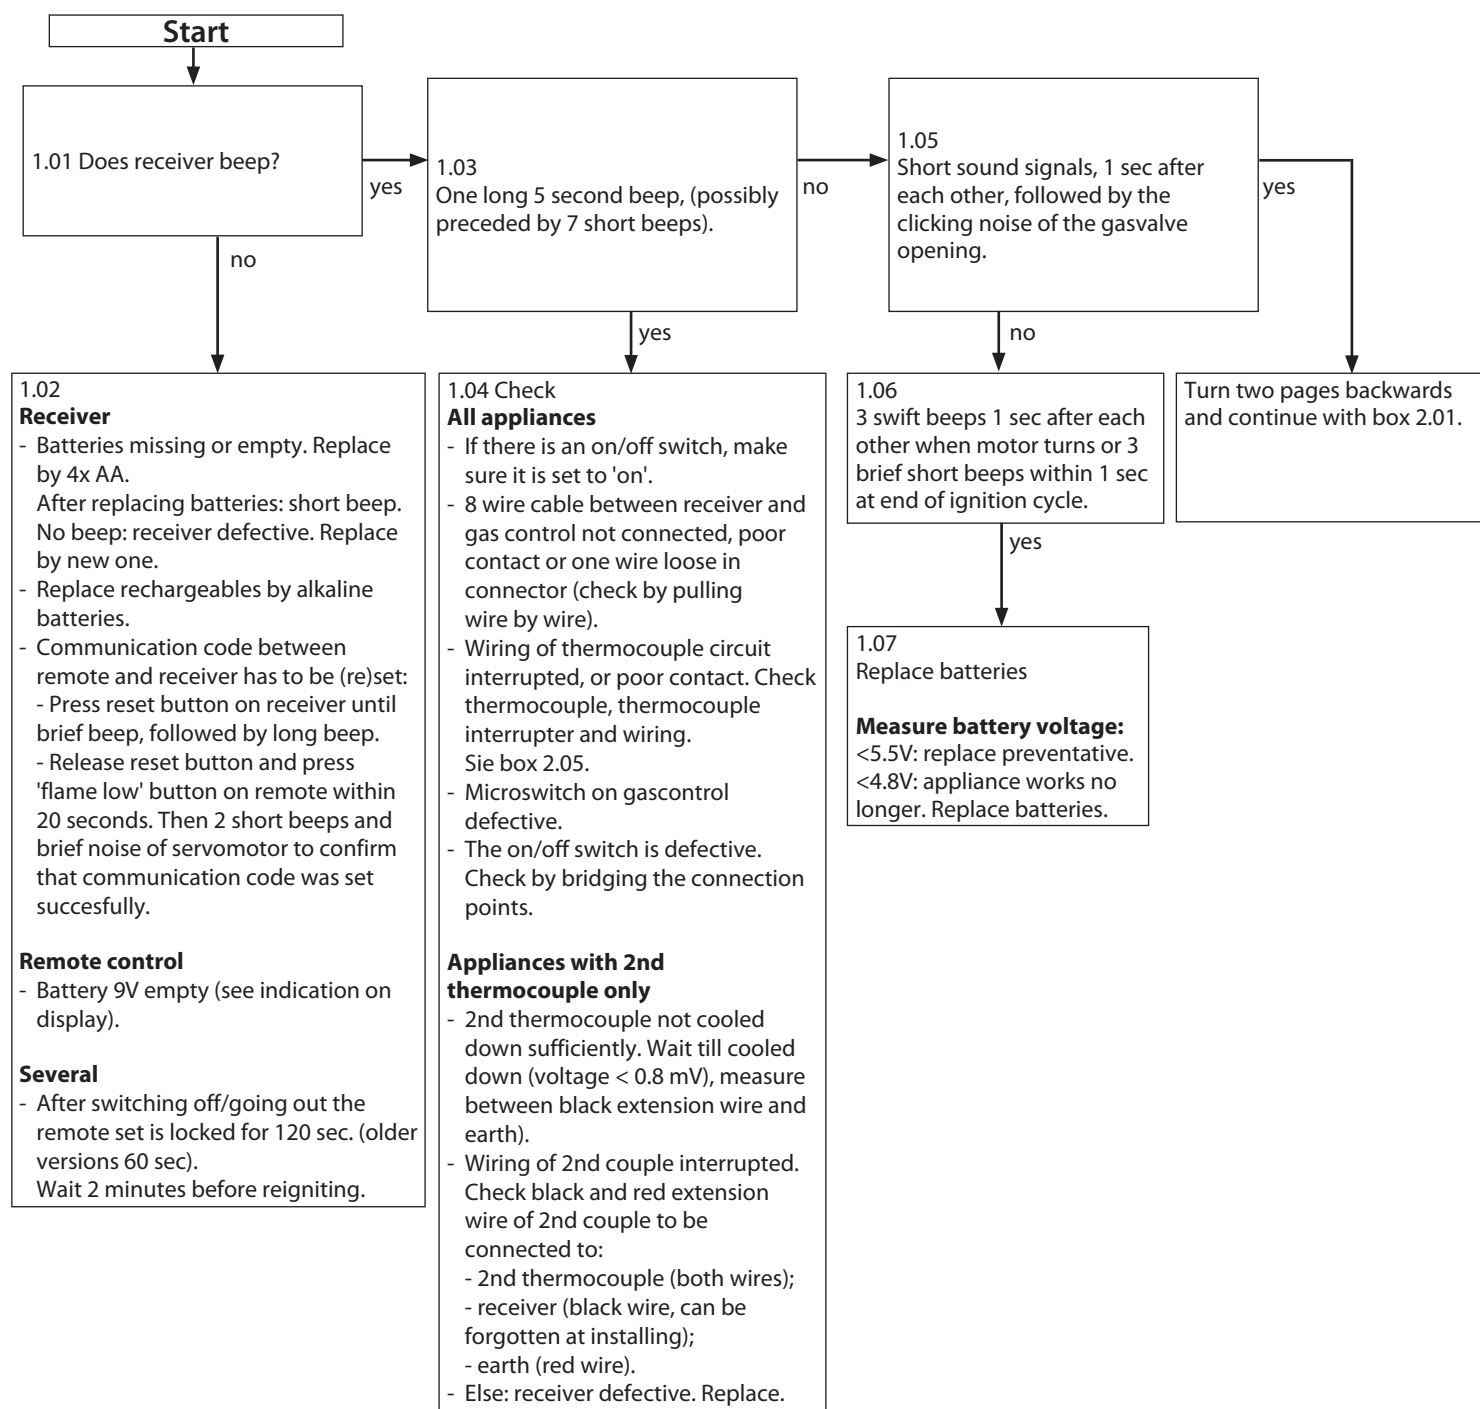 Start
1.01 Does receiver beep?
yes
no
1.03
One long 5 second beep, (possibly
preceded by 7 short beeps).
no
yes
1.05
Short sound signals, 1 sec after
each other, followed by the
clicking noise of the gasvalve
opening.
yes
no
1.02
Receiver
- Batteries missing or empty. Replace
by 4x AA.
After replacing batteries: short beep.
No beep: receiver defective. Replace
by new one.
- Replace rechargeables by alkaline
batteries.
- Communication code between
remote and receiver has to be (re)set:
- Press reset button on receiver until
brief beep, followed by long beep.
- Release reset button and press
'flame low' button on remote within
20 seconds. Then 2 short beeps and
brief noise of servomotor to confirm
that communication code was set
succesfully.
Remote control
- Battery 9V empty (see indication on
display).
Several
- After switching off/going out the
remote set is locked for 120 sec. (older
versions 60 sec).
Wait 2 minutes before reigniting.
1.04 Check
All appliances
- If there is an on/off switch, make
sure it is set to 'on'.
- 8 wire cable between receiver and
gas control not connected, poor
contact or one wire loose in
connector (check by pulling
wire by wire).
- Wiring of thermocouple circuit
interrupted, or poor contact. Check
thermocouple, thermocouple
interrupter and wiring.
Sie box 2.05.
- Microswitch on gascontrol
defective.
- The on/off switch is defective.
Check by bridging the connection
points.
Appliances with 2nd
thermocouple only
- 2nd thermocouple not cooled
down sufficiently. Wait till cooled
down (voltage < 0.8 mV), measure
between black extension wire and
earth).
- Wiring of 2nd couple interrupted.
Check black and red extension
wire of 2nd couple to be
connected to:
- 2nd thermocouple (both wires);
- receiver (black wire, can be
forgotten at installing);
- earth (red wire).
- Else: receiver defective. Replace.
1.06
3 swift beeps 1 sec after each
other when motor turns or 3
brief short beeps within 1 sec
at end of ignition cycle.
yes
Turn two pages backwards
and continue with box 2.01.
1.07
Replace batteries
Measure battery voltage:
<5.5V: replace preventative.
<4.8V: appliance works no
longer. Replace batteries.